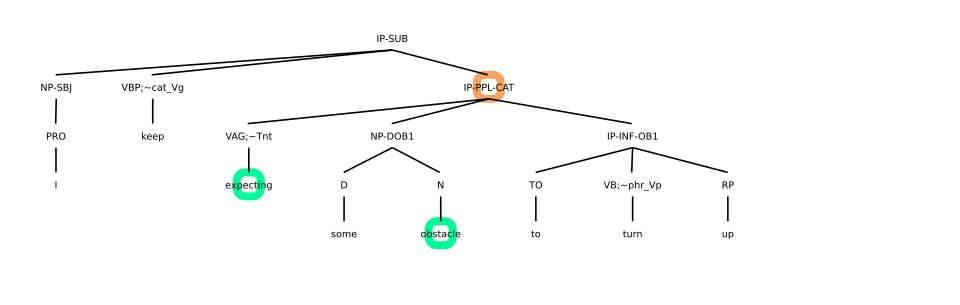 IP-SUB
NP-SBJ VBP;~cat_Vg IP-PPL-CAT
PRO keep VAG;~Tnt NP-DOB1 IP-INF-OB1
I expecting D N TO VB;~phr_Vp RP
some obstacle to turn up